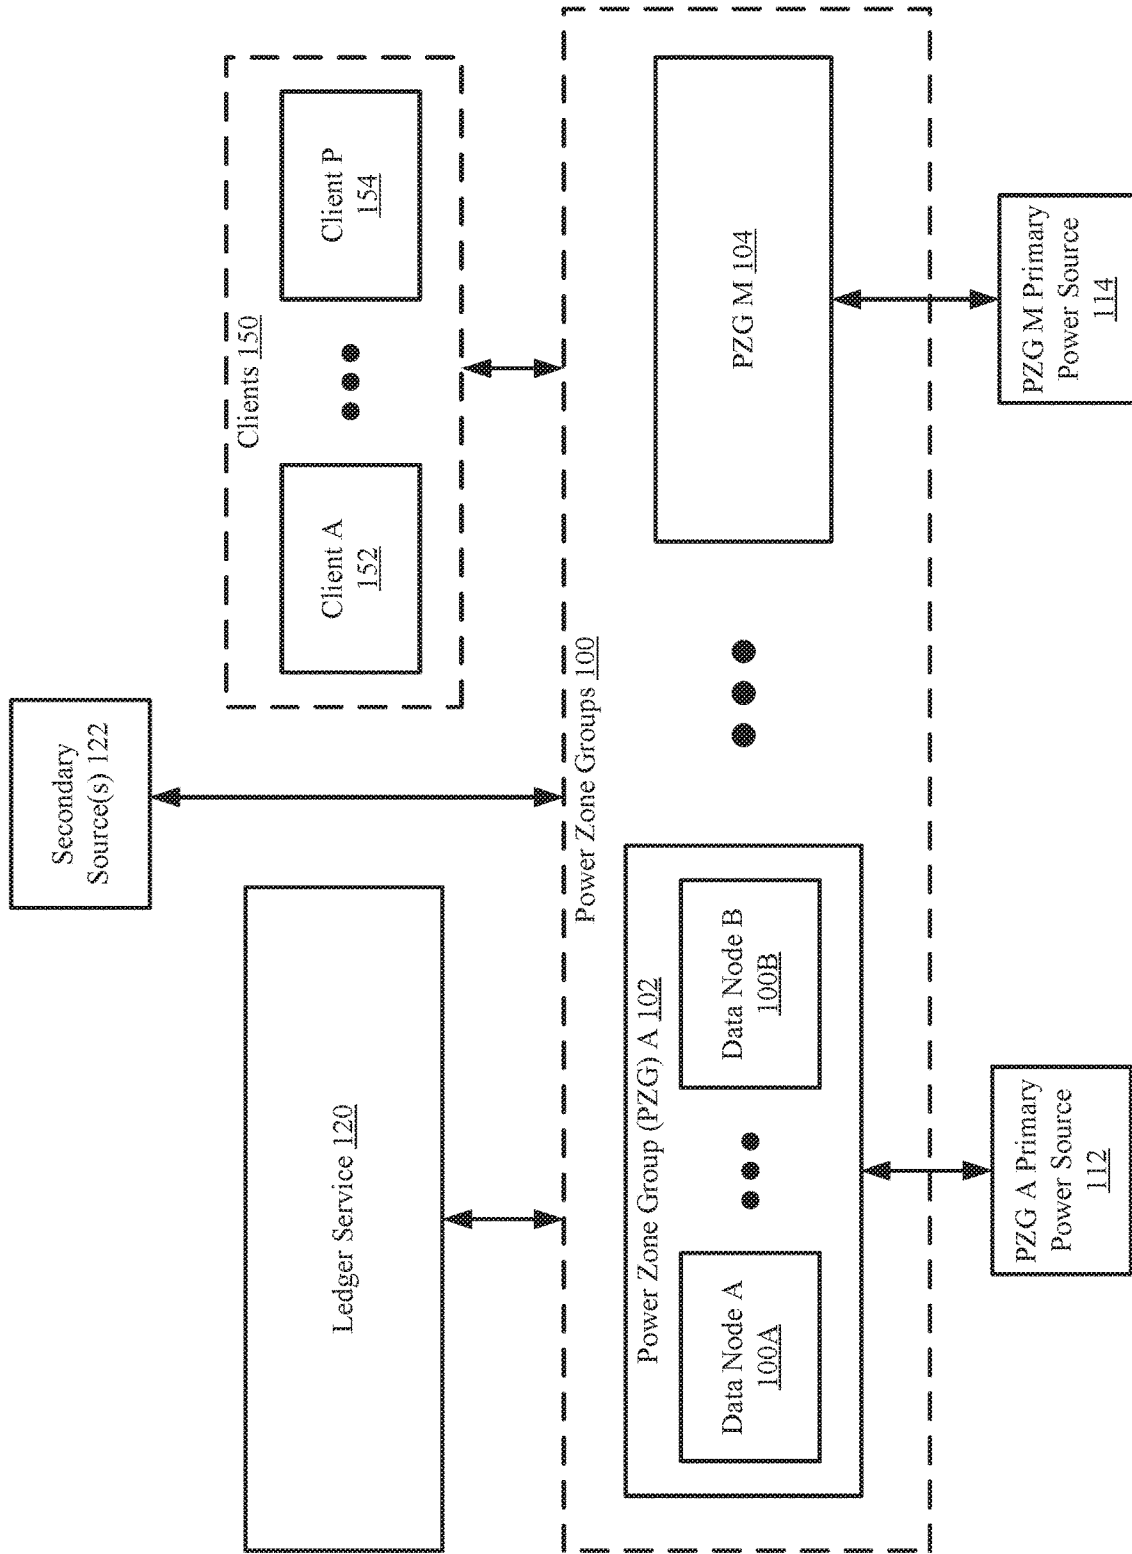 Secondary
Source(s) 122
Ledger Service 120
Clients 150
Client A
152
Client P
154
Power Zone Groups 100
Power Zone Group (PZG) A 102
Data Node A
100A
Data Node B
100B
PZG M 104
PZG A Primary
Power Source
112
PZG M Primary
Power Source
114